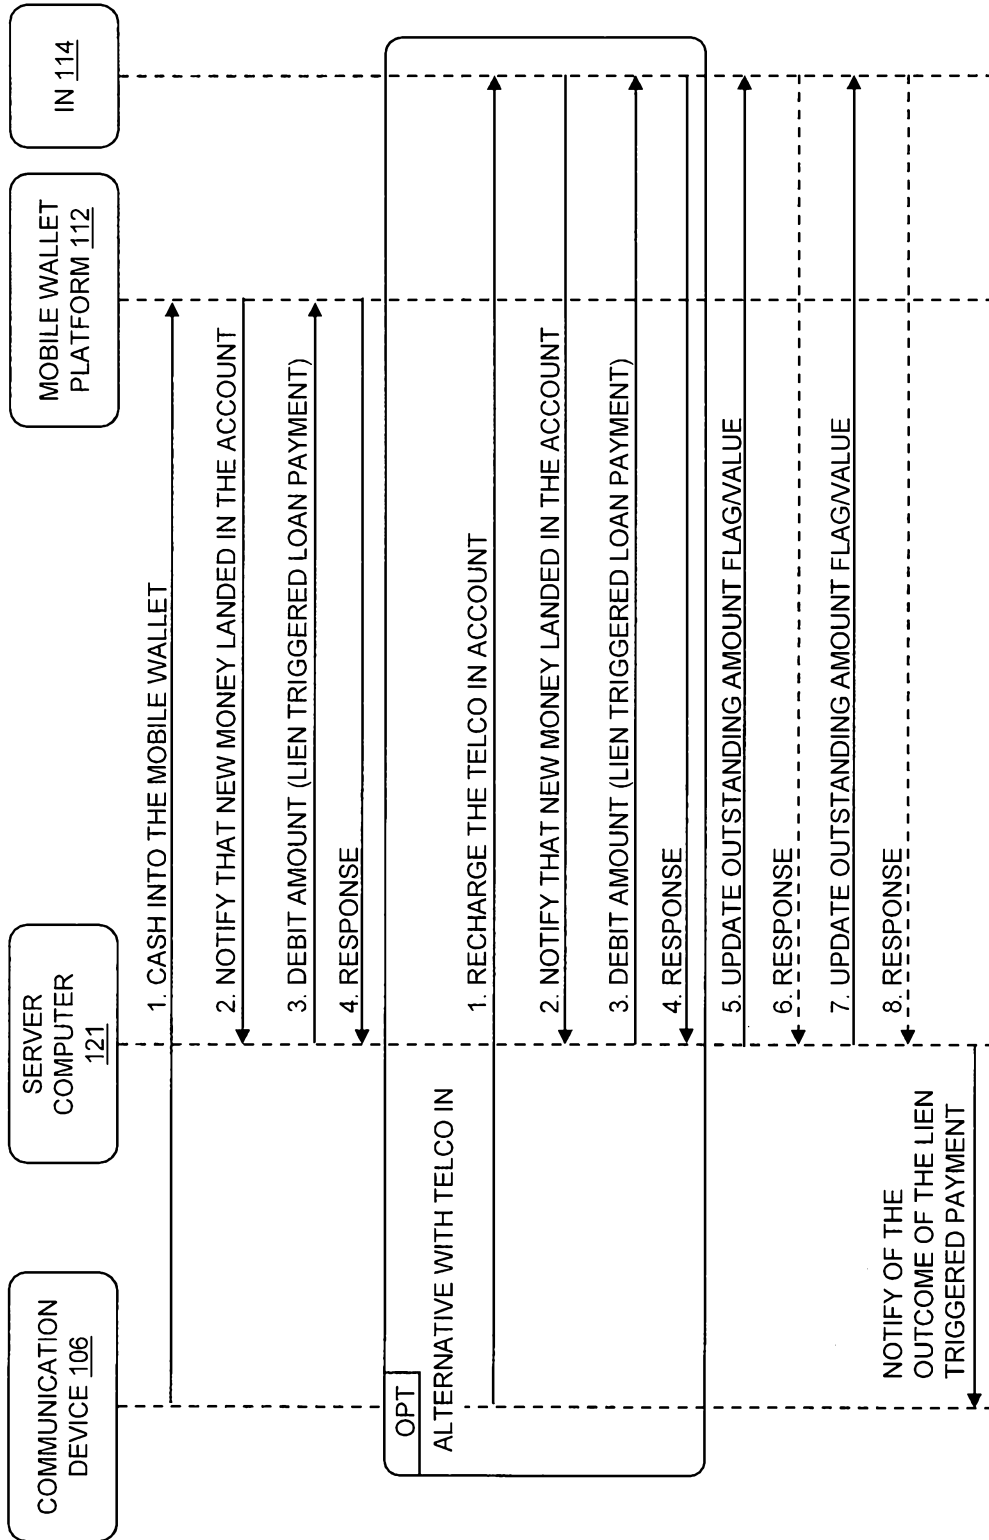 COMMUNICATION
DEVICE 106
SERVER
COMPUTER
121
MOBILE WALLET
PLATFORM 112
IN 114
1. CASH INTO THE MOBILE WALLET
2. NOTIFY THAT NEW MONEY LANDED IN THE ACCOUNT
3. DEBIT AMOUNT (LIEN TRIGGERED LOAN PAYMENT)
4. RESPONSE
OPT
ALTERNATIVE WITH TELCO IN
1. RECHARGE THE TELCO IN ACCOUNT
2. NOTIFY THAT NEW MONEY LANDED IN THE ACCOUNT
3. DEBIT AMOUNT (LIEN TRIGGERED LOAN PAYMENT)
4. RESPONSE
5. UPDATE OUTSTANDING AMOUNT FLAG/VALUE
6. RESPONSE
7. UPDATE OUTSTANDING AMOUNT FLAG/VALUE
8. RESPONSE
NOTIFY OF THE
OUTCOME OF THE LIEN
TRIGGERED PAYMENT